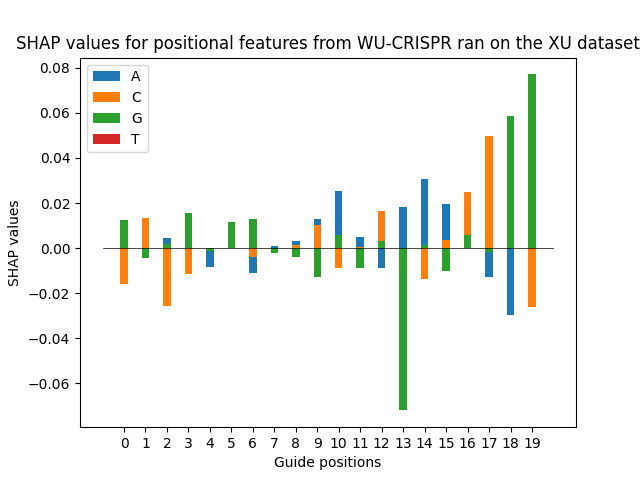 SHAP values for positional features from WU-CRISPR ran on the XU dataset
A
C
G
T
0.08
0.06
0.04
0.02
0.00
−0.02
−0.04
−0.06
SHAP values
0 1 2 3 4 5 6 7 8 9 10 11 12 13 14 15 16 17 18 19
Guide positions